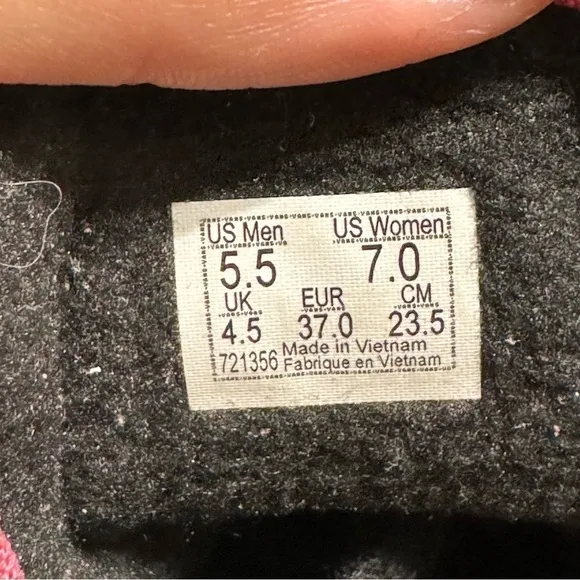 US Men US Women
5.5 7.0
UK EUR CM
4.5 37.0 23.5
721356 Made in Vietnam
Fabrique en Vietnam